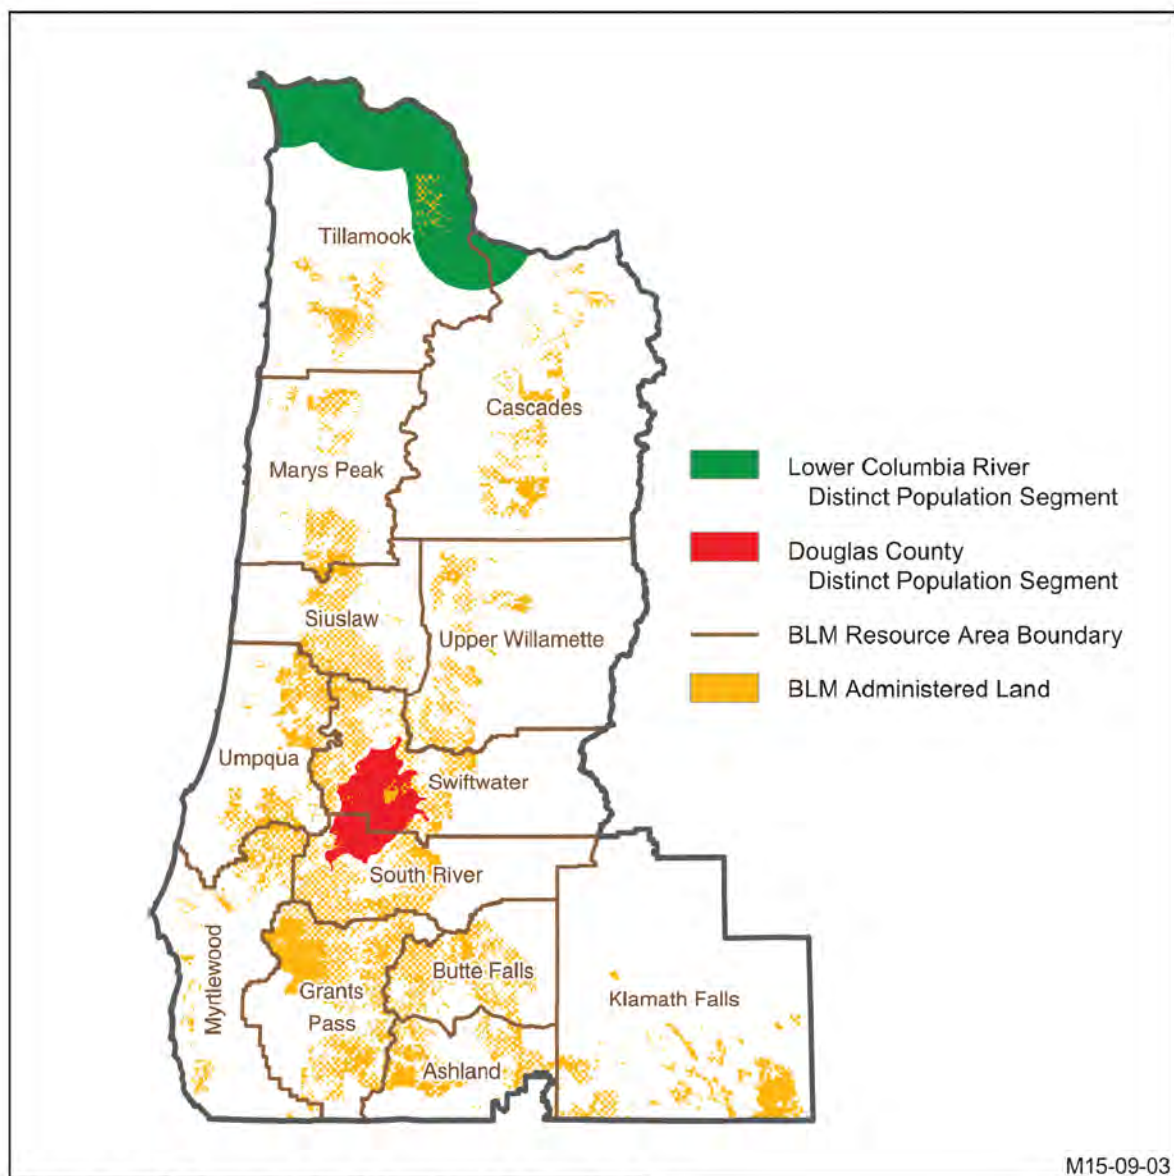 Tillamook
Cascades
Marys Peak
Siuslaw
Upper Willamette
Umpqua
Swiftwater
South River
Myrtlewood
Grants
Pass
Butte Falls
Ashland
Klamath Falls
Lower Columbia River
Distinct Population Segment
Douglas County
Distinct Population Segment
BLM Resource Area Boundary
BLM Administered Land
M15-09-03